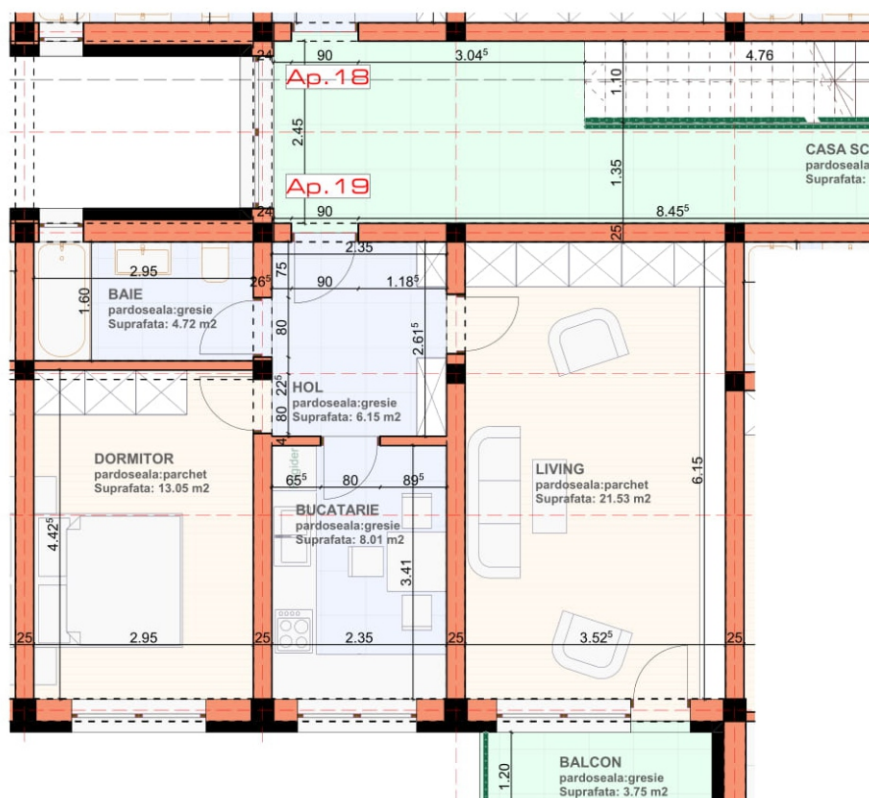 24
90
3.04⁵
4.76
Ap.18
1.10
2.45
CASA SC
pardoseala
Suprafata:
1.35
Ap.19
24
90
8.45⁵
25
2.35
75
2.95
26⁵
90
1.18⁵
BAIE
pardoseala:gresie
Suprafata: 4.72 m2
1.60
80
2.61⁵
22⁵
HOL
pardoseala:gresie
Suprafata: 6.15 m2
80
4
DORMITOR
pardoseala:parchet
Suprafata: 13.05 m2
gider
65⁵
80
89⁵
LIVING
pardoseala:parchet
Suprafata: 21.53 m2
6.15
BUCATARIE
pardoseala:gresie
Suprafata: 8.01 m2
4.42⁵
3.41
25
2.95
25
2.35
25
3.52⁵
25
BALCON
pardoseala:gresie
Suprafata: 3.75 m2
1.20